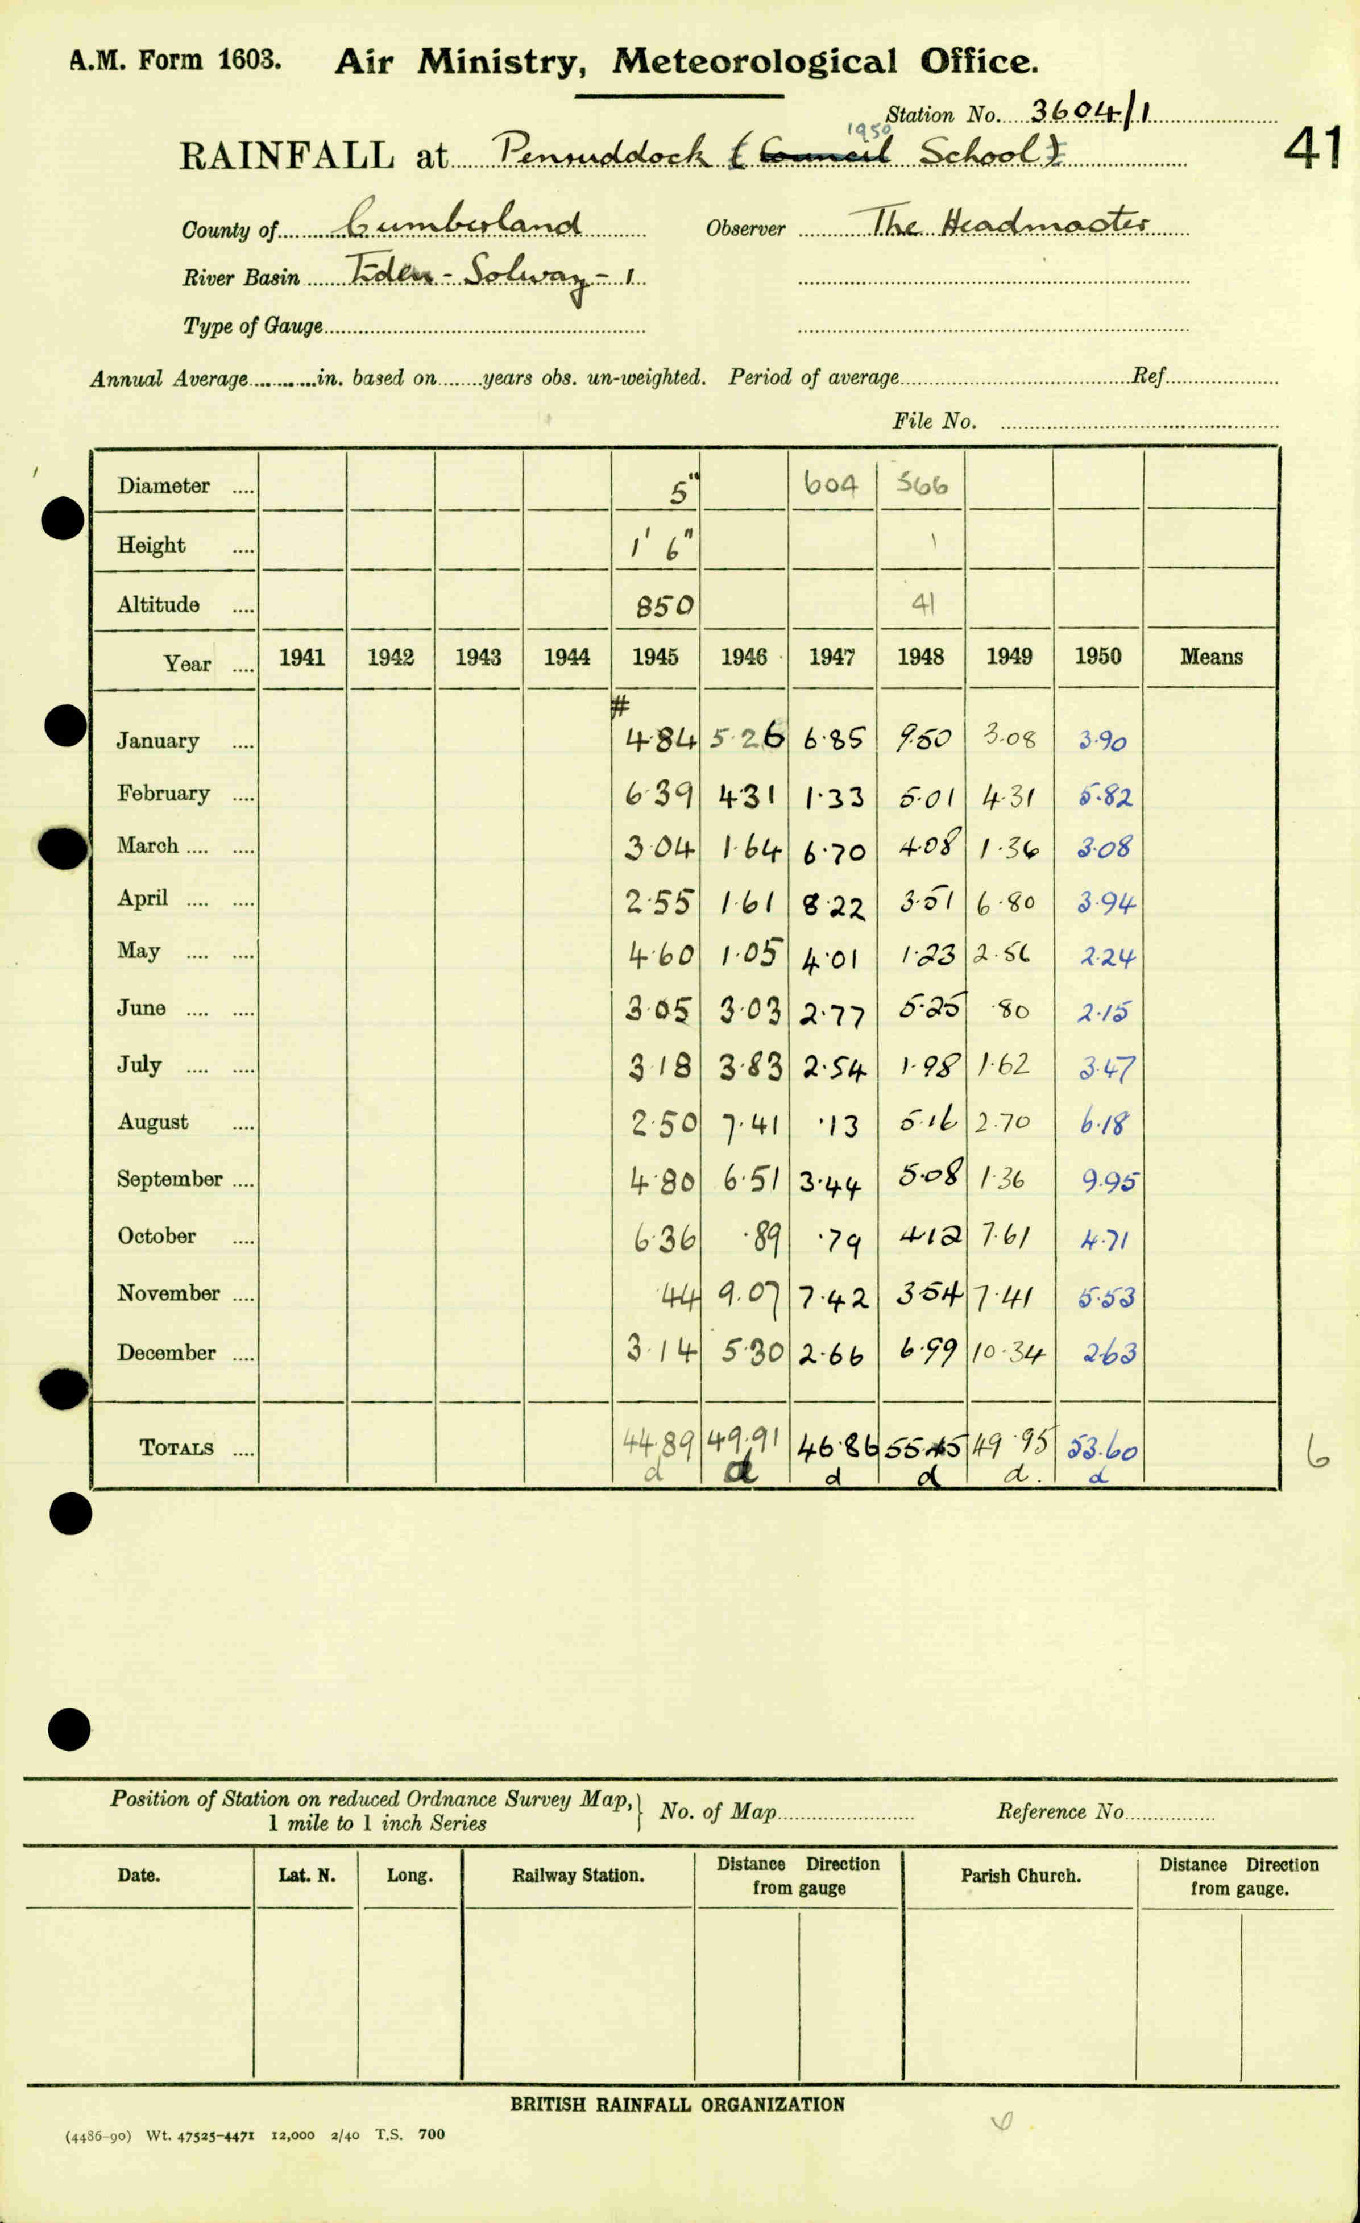 A.M. Form 1603. Air Ministry, Meteorological Office.
Station No. 3604/1
1950
RAINFALL at Penruddock (Council School)
41
County of Cumberland Observer The Headmaster
River Basin Eden - Solway - 1
Type of Gauge
Annual Average in. based on years obs. un-weighted. Period of average Ref.
File No.
Diameter 5" 604 566
Height 1' 6" 1
Altitude 850 41
Year 1941 1942 1943 1944 1945 1946 1947 1948 1949 1950 Means
#
January 4.84 5.26 6.85 9.50 3.08 3.90
February 6.39 4.31 1.33 5.01 4.31 5.82
March 3.04 1.64 6.70 4.08 1.36 3.08
April 2.55 1.61 8.22 3.51 6.80 3.94
May 4.60 1.05 4.01 1.23 2.56 2.24
June 3.05 3.03 2.77 5.25 .80 2.15
July 3.18 3.83 2.54 1.98 1.62 3.47
August 2.50 7.41 .13 5.16 2.70 6.18
September 4.80 6.51 3.44 5.08 1.36 9.95
October 6.36 .89 .79 4.12 7.61 4.71
November .44 9.07 7.42 3.54 7.41 5.53
December 3.14 5.30 2.66 6.99 10.34 2.63
TOTALS 44.89 49.91 46.86 55.45 49.95 53.60
d d d d d. d
6
Position of Station on reduced Ordnance Survey Map,} No. of Map Reference No
1 mile to 1 inch Series
Date. Lat. N. Long. Railway Station. Distance Direction from gauge Parish Church. Distance Direction from gauge.
BRITISH RAINFALL ORGANIZATION
(4486-90) Wt. 47525-4471 12,000 2/40 T.S. 700